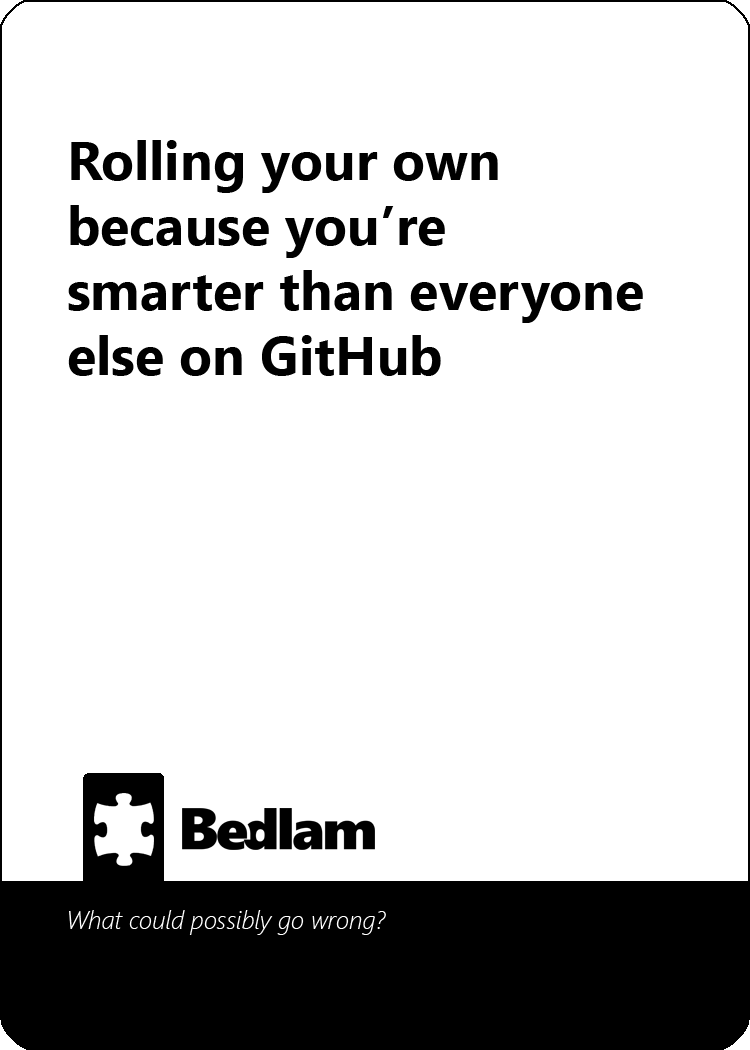 Rolling your own
because you’re
smarter than everyone
else on GitHub
Bedlam
What could possibly go wrong?